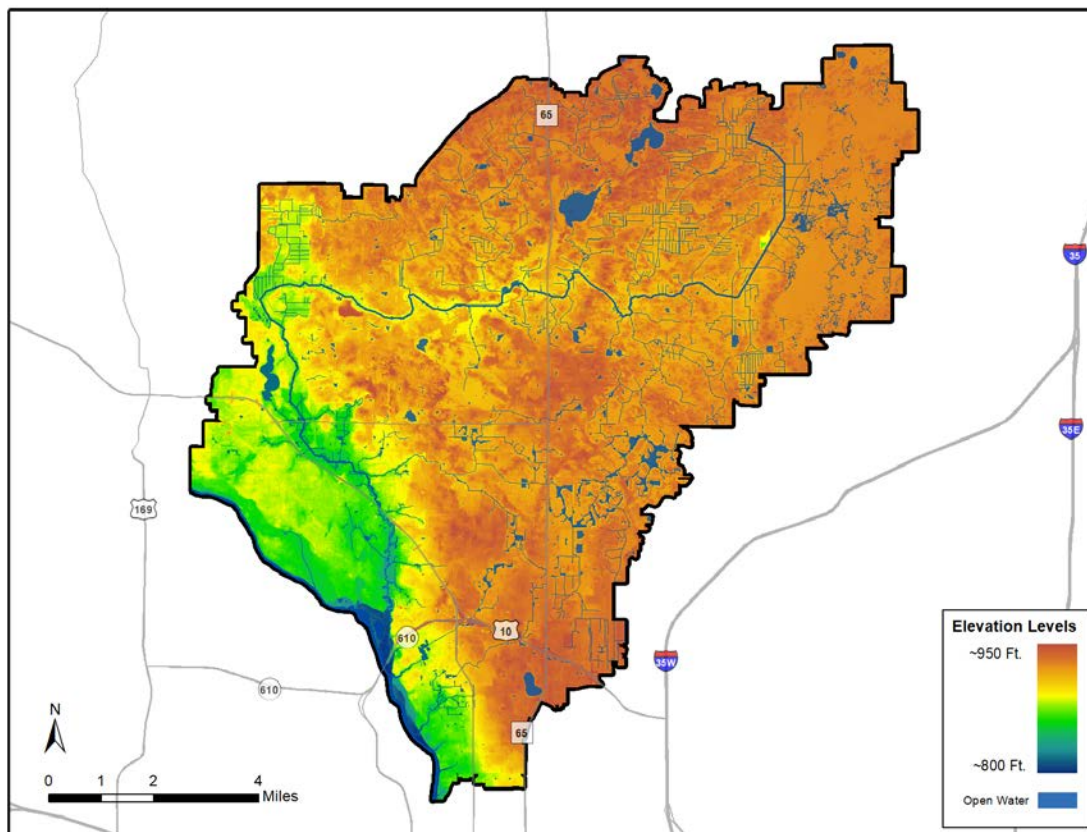 65
35
35E
169
10
610
610
35W
65
N
0 1 2 4
Miles
Elevation Levels
~950 Ft.
~800 Ft.
Open Water